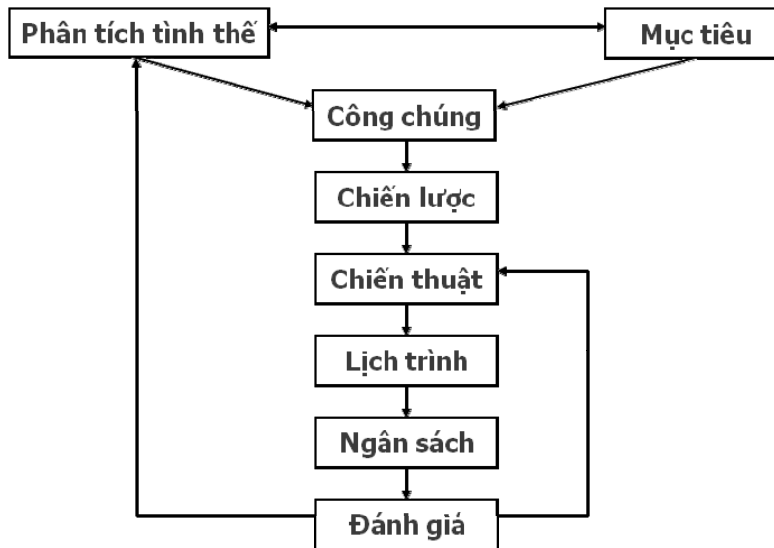 Phân tích tình thế
Mục tiêu
Công chúng
Chiến lược
Chiến thuật
Lịch trình
Ngân sách
Đánh giá